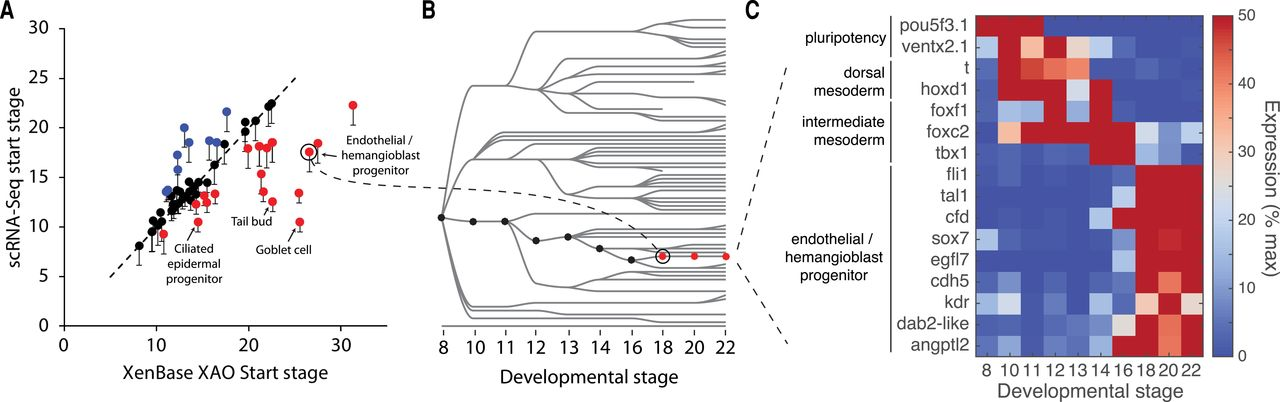 A
scRNA-Seq start stage
30
25
20
15
10
5
0
0
10
20
30
XenBase XAO Start stage
Endothelial /
hemangioblast
progenitor
Tail bud
Goblet cell
Ciliated
epidermal
progenitor
B
8 10 11 12 13 14 16 18 20 22
Developmental stage
C
pluripotency
dorsal
mesoderm
intermediate
mesoderm
endothelial /
hemangioblast
progenitor
pou5f3.1
ventx2.1
t
hoxd1
foxf1
foxc2
tbx1
fli1
tal1
cfd
sox7
egfl7
cdh5
kdr
dab2-like
angptl2
8 10 11 12 13 14 16 18 20 22
Developmental stage
50
40
30
20
10
0
Expression (% max)